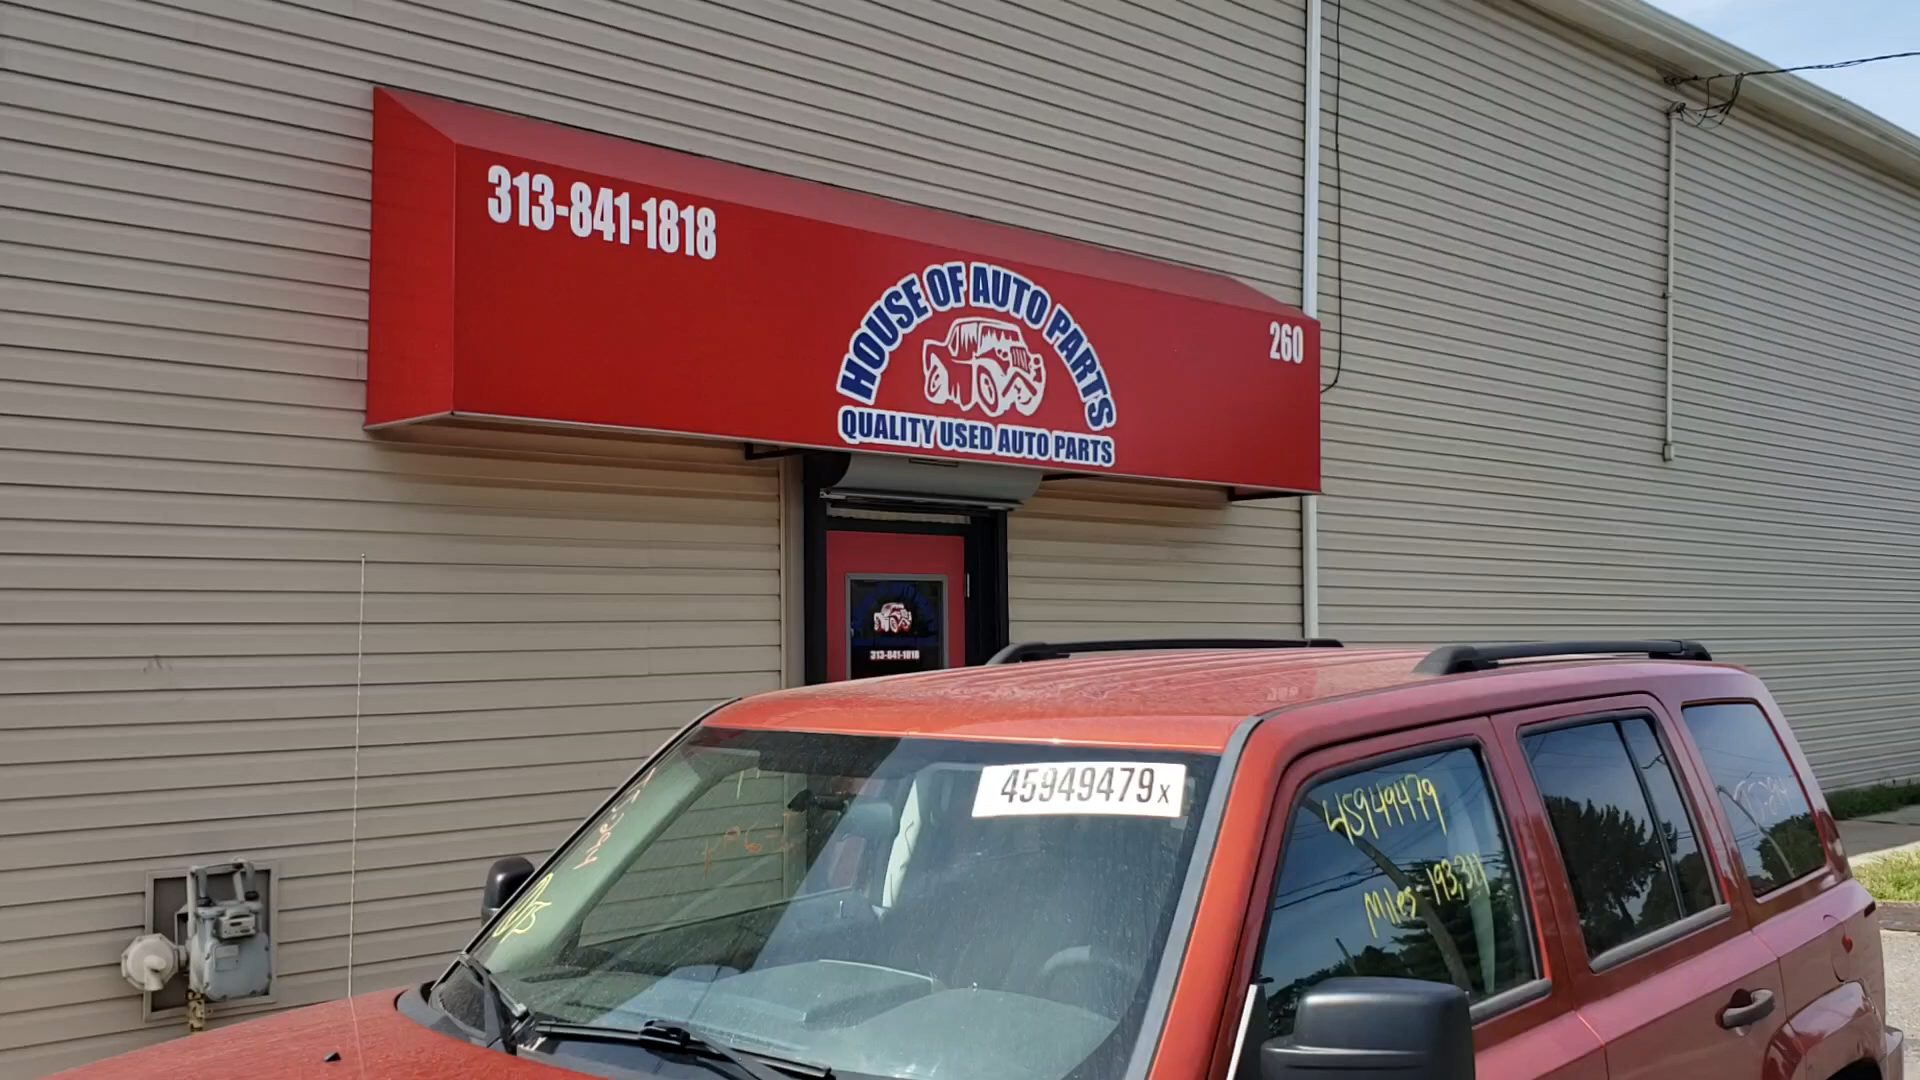 313-841-1818
HOUSE OF AUTO PARTS
QUALITY USED AUTO PARTS
260
313-841-1818
45949479x
45949479
Miles-193,311